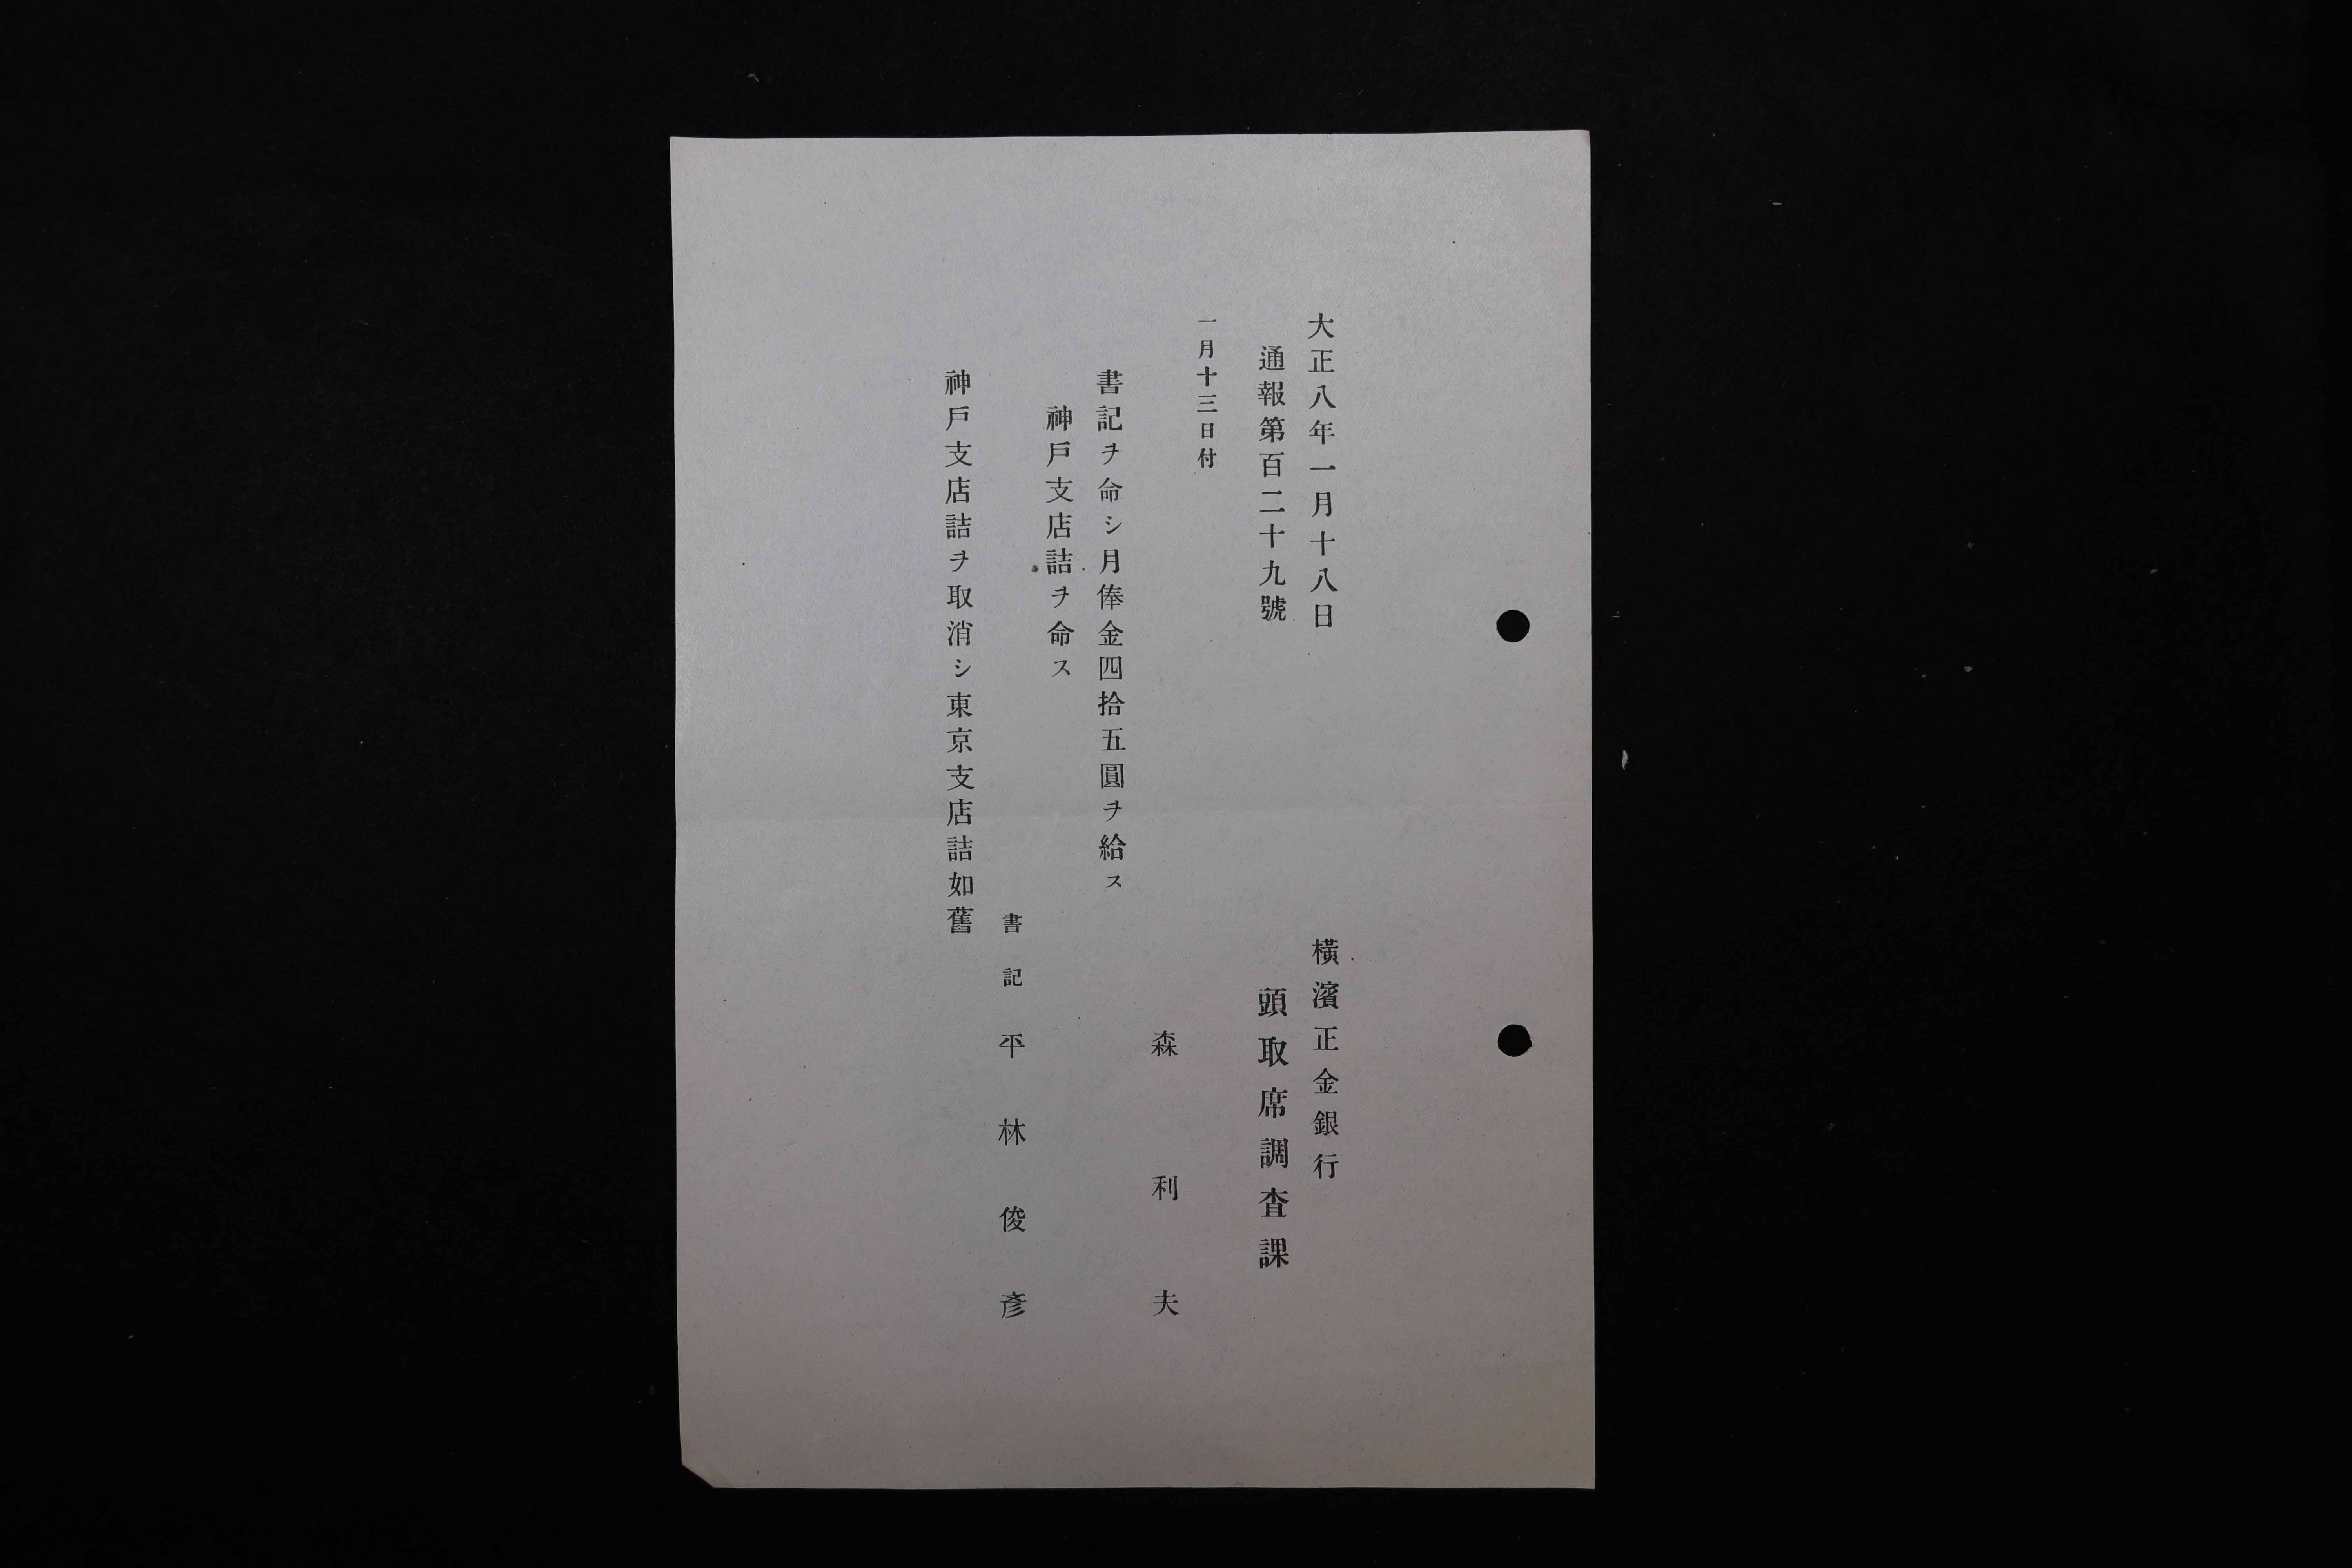 大正八年一月十八日
橫濱正金銀行
通報第百二十九號
頭取席調査課
一月十三日付
森利夫
書記ヲ命シ月俸金四拾五圓ヲ給ス
神戶支店詰ヲ命ス
書記 平林俊彥
神戶支店詰ヲ取消シ東京支店詰如舊